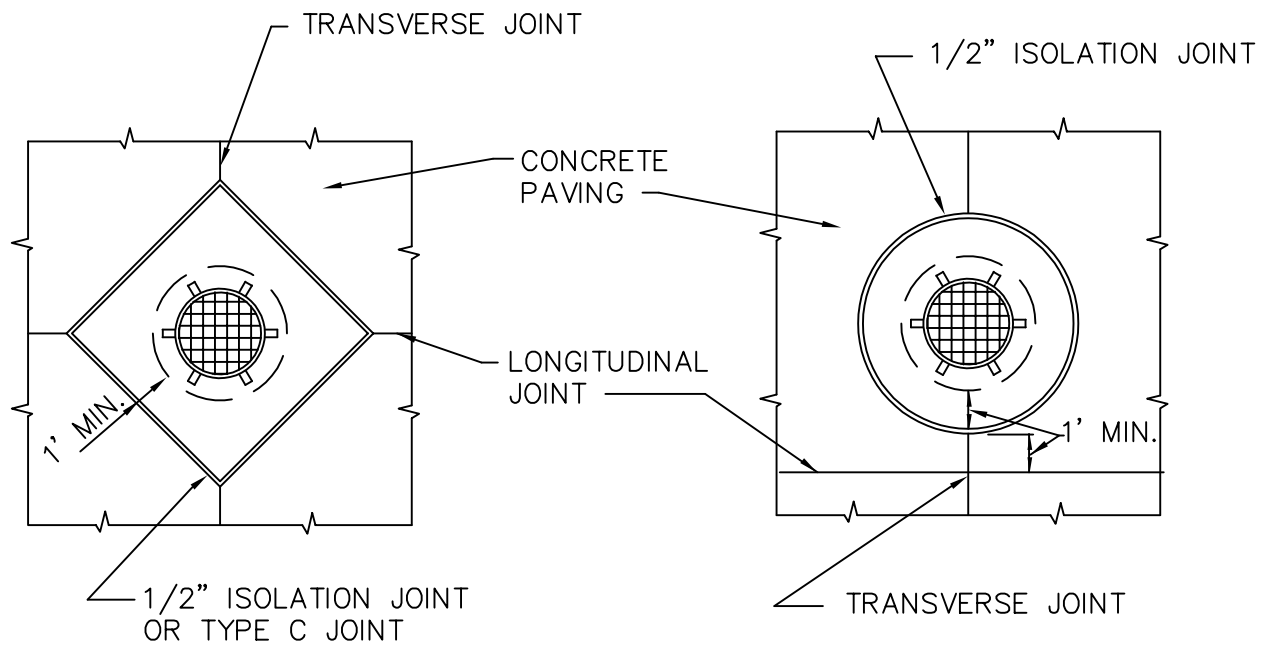 TRANSVERSE JOINT
1/2” ISOLATION JOINT
CONCRETE
PAVING
LONGITUDINAL
JOINT
1' MIN.
1' MIN.
1/2” ISOLATION JOINT
OR TYPE C JOINT
TRANSVERSE JOINT